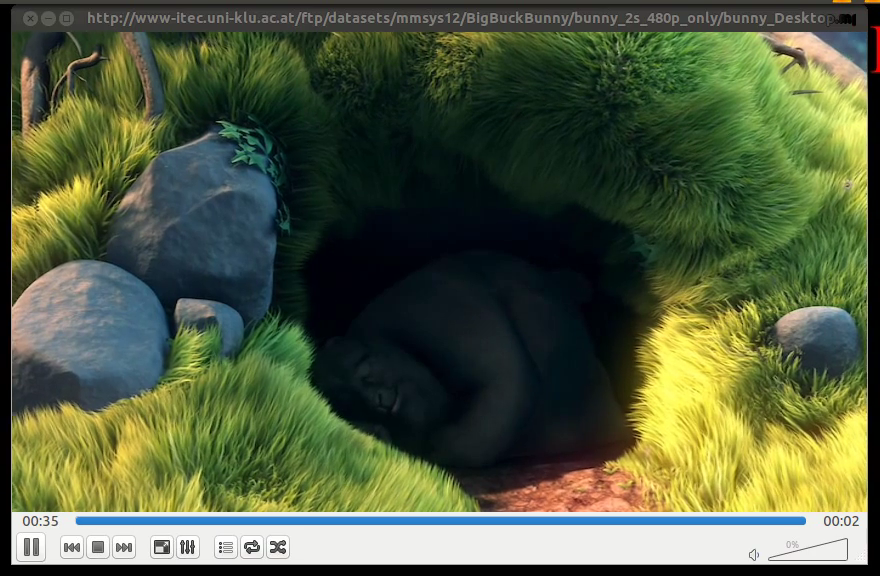 http://www-itec.uni-klu.ac.at/ftp/datasets/mmsys12/BigBuckBunny/bunny_2s_480p_only/bunny_Desktop
00:35
00:02
0%